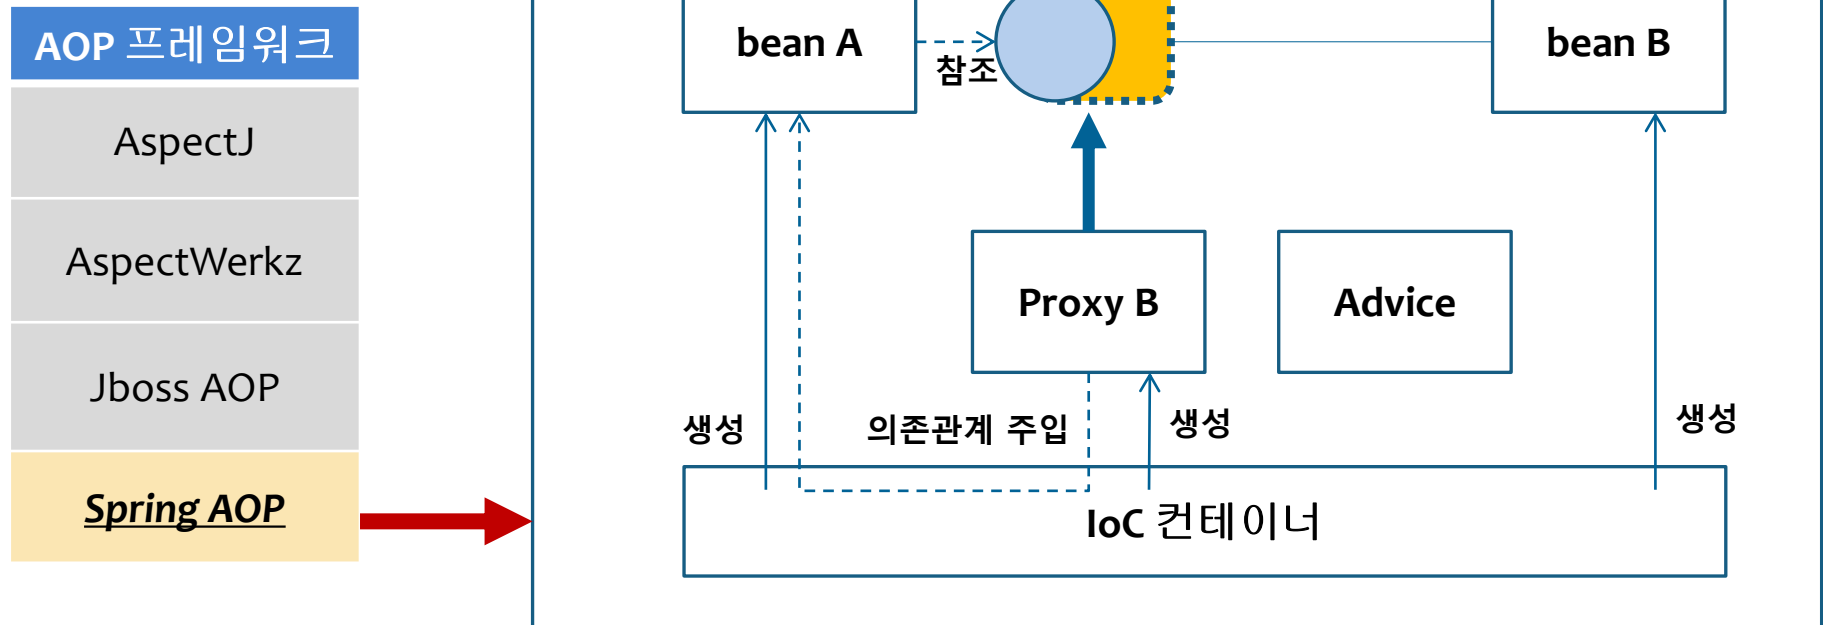 AOP 프레임워크
AspectJ
AspectWerkz
Jboss AOP
Spring AOP
bean A
참조
bean B
Proxy B
Advice
생성
의존관계 주입
생성
생성
IoC 컨테이너